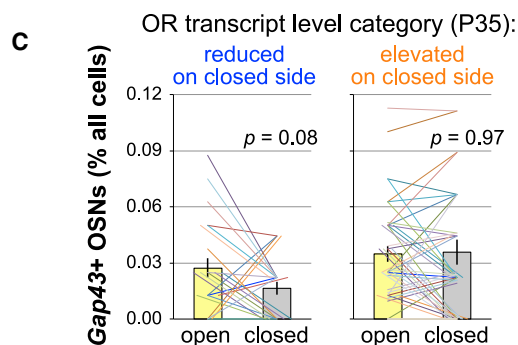 C
OR transcript level category (P35):
reduced
on closed side
elevated
on closed side
Gap43+ OSNs (% all cells)
0.12
0.09
0.06
0.03
0.00
p = 0.08
p = 0.97
open closed
open closed